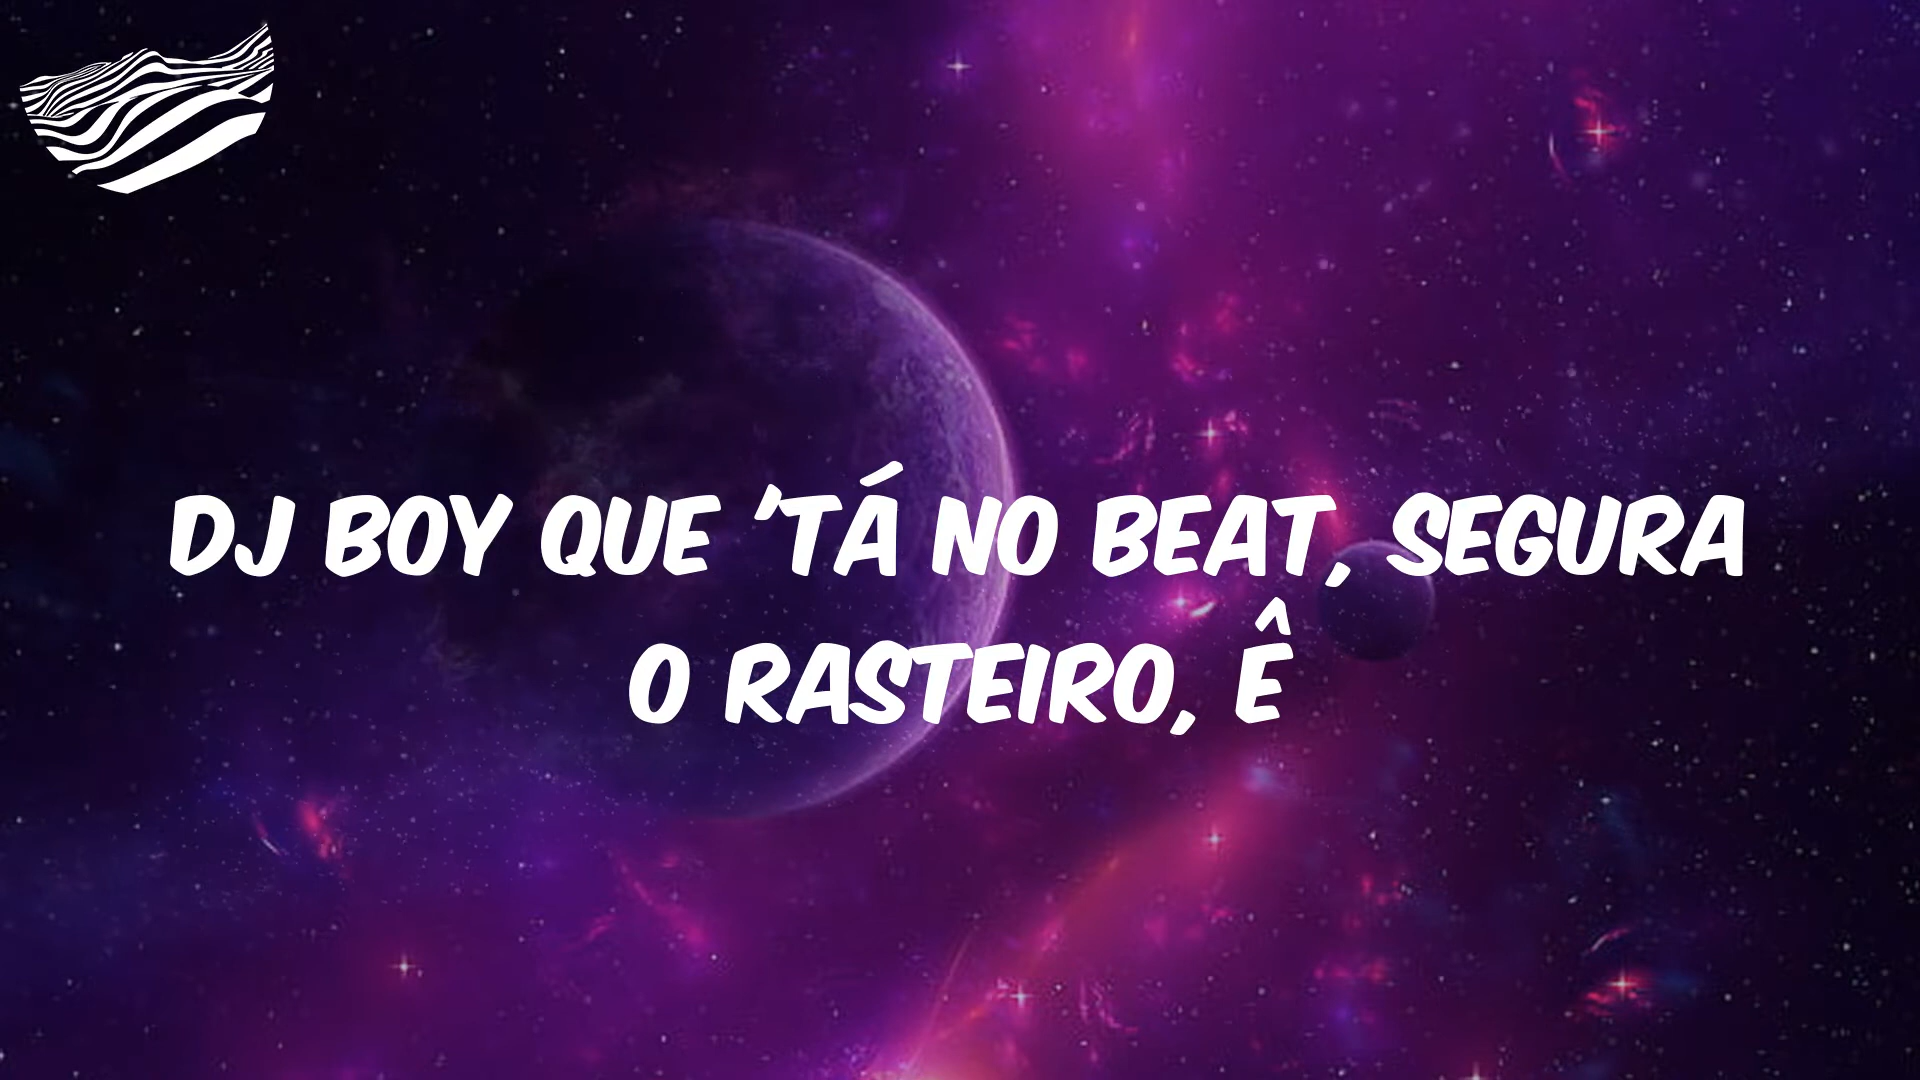 DJ BOY QUE 'TÁ NO BEAT, SEGURA
O RASTEIRO, Ê